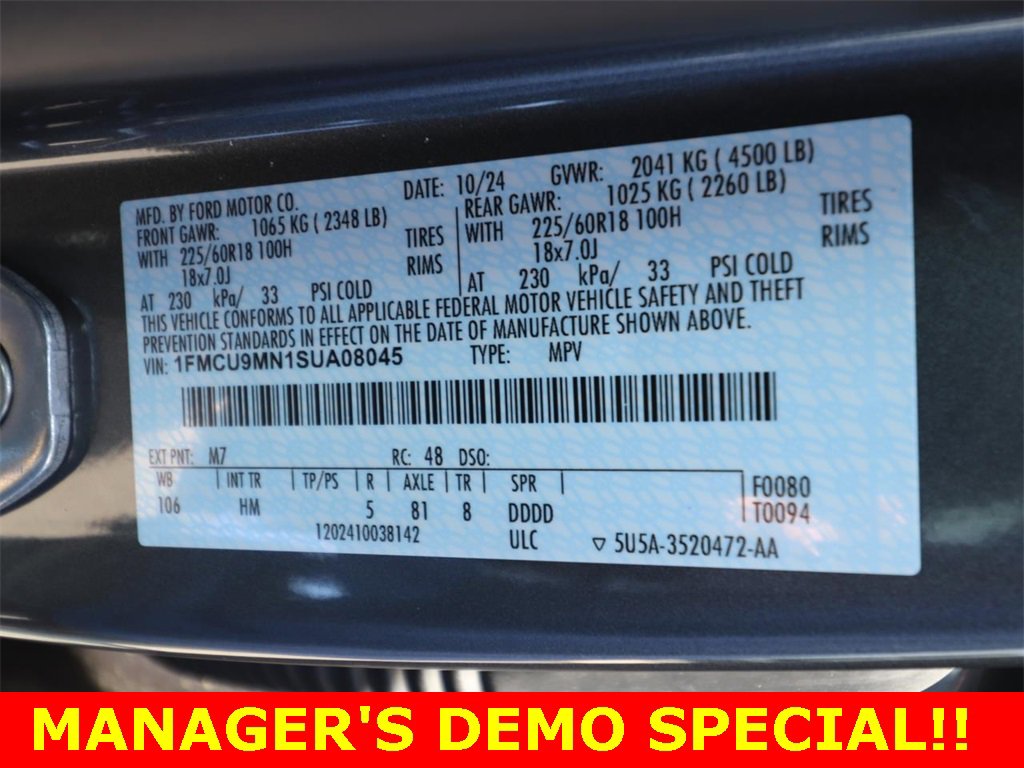 MFD. BY FORD MOTOR CO. DATE: 10/24 GVWR: 2041 KG ( 4500 LB)
FRONT GAWR: 1065 KG ( 2348 LB) REAR GAWR: 1025 KG ( 2260 LB)
WITH 225/60R18 100H TIRES WITH 225/60R18 100H TIRES
18x7.0J RIMS 18x7.0J RIMS
AT 230 kPa/ 33 PSI COLD AT 230 kPa/ 33 PSI COLD
THIS VEHICLE CONFORMS TO ALL APPLICABLE FEDERAL MOTOR VEHICLE SAFETY AND THEFT
PREVENTION STANDARDS IN EFFECT ON THE DATE OF MANUFACTURE SHOWN ABOVE.
VIN: 1FMCU9MN1SUA08045 TYPE: MPV
EXT PNT: M7 RC: 48 DSO:
WB | INT TR | TP/PS | R | AXLE | TR | SPR | F0080
106 HM 5 81 8 DDDD T0094
1202410038142 ULC ▽ 5U5A-3520472-AA
MANAGER'S DEMO SPECIAL!!